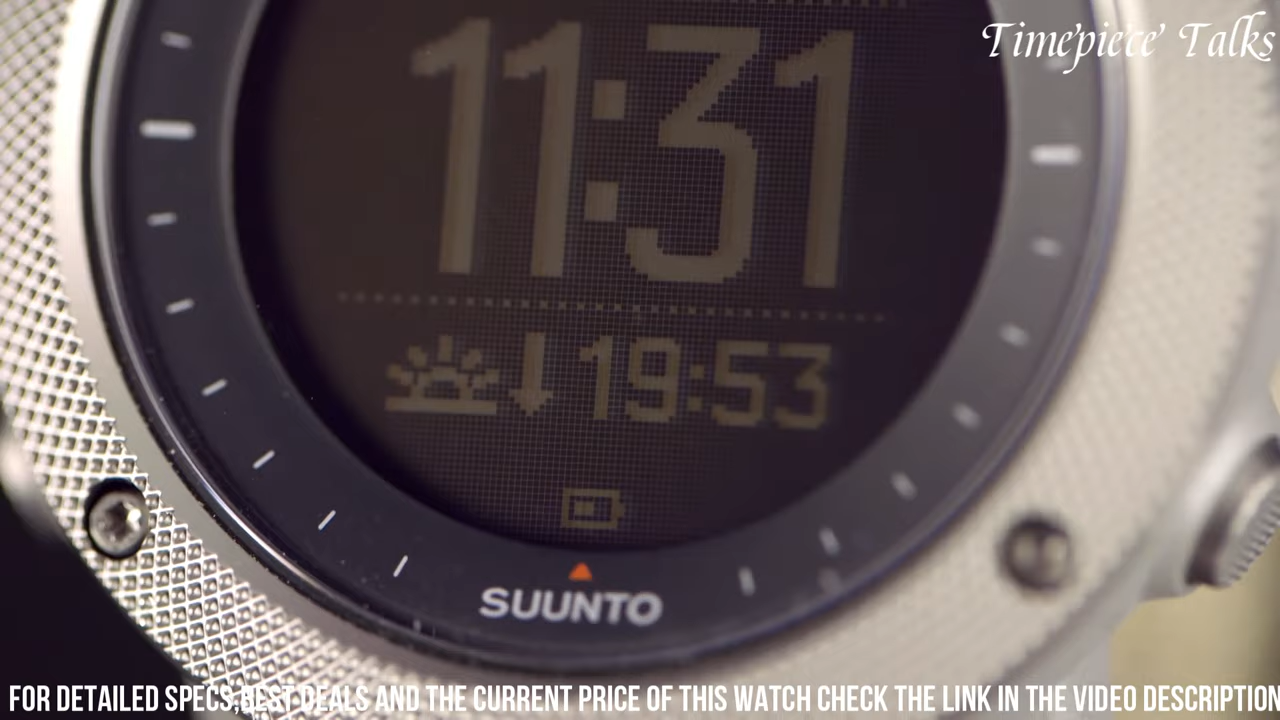 Timepiece Talks
11:31
19:53
SUUNTO
FOR DETAILED SPECS,BEST DEALS AND THE CURRENT PRICE OF THIS WATCH CHECK THE LINK IN THE VIDEO DESCRIPTION